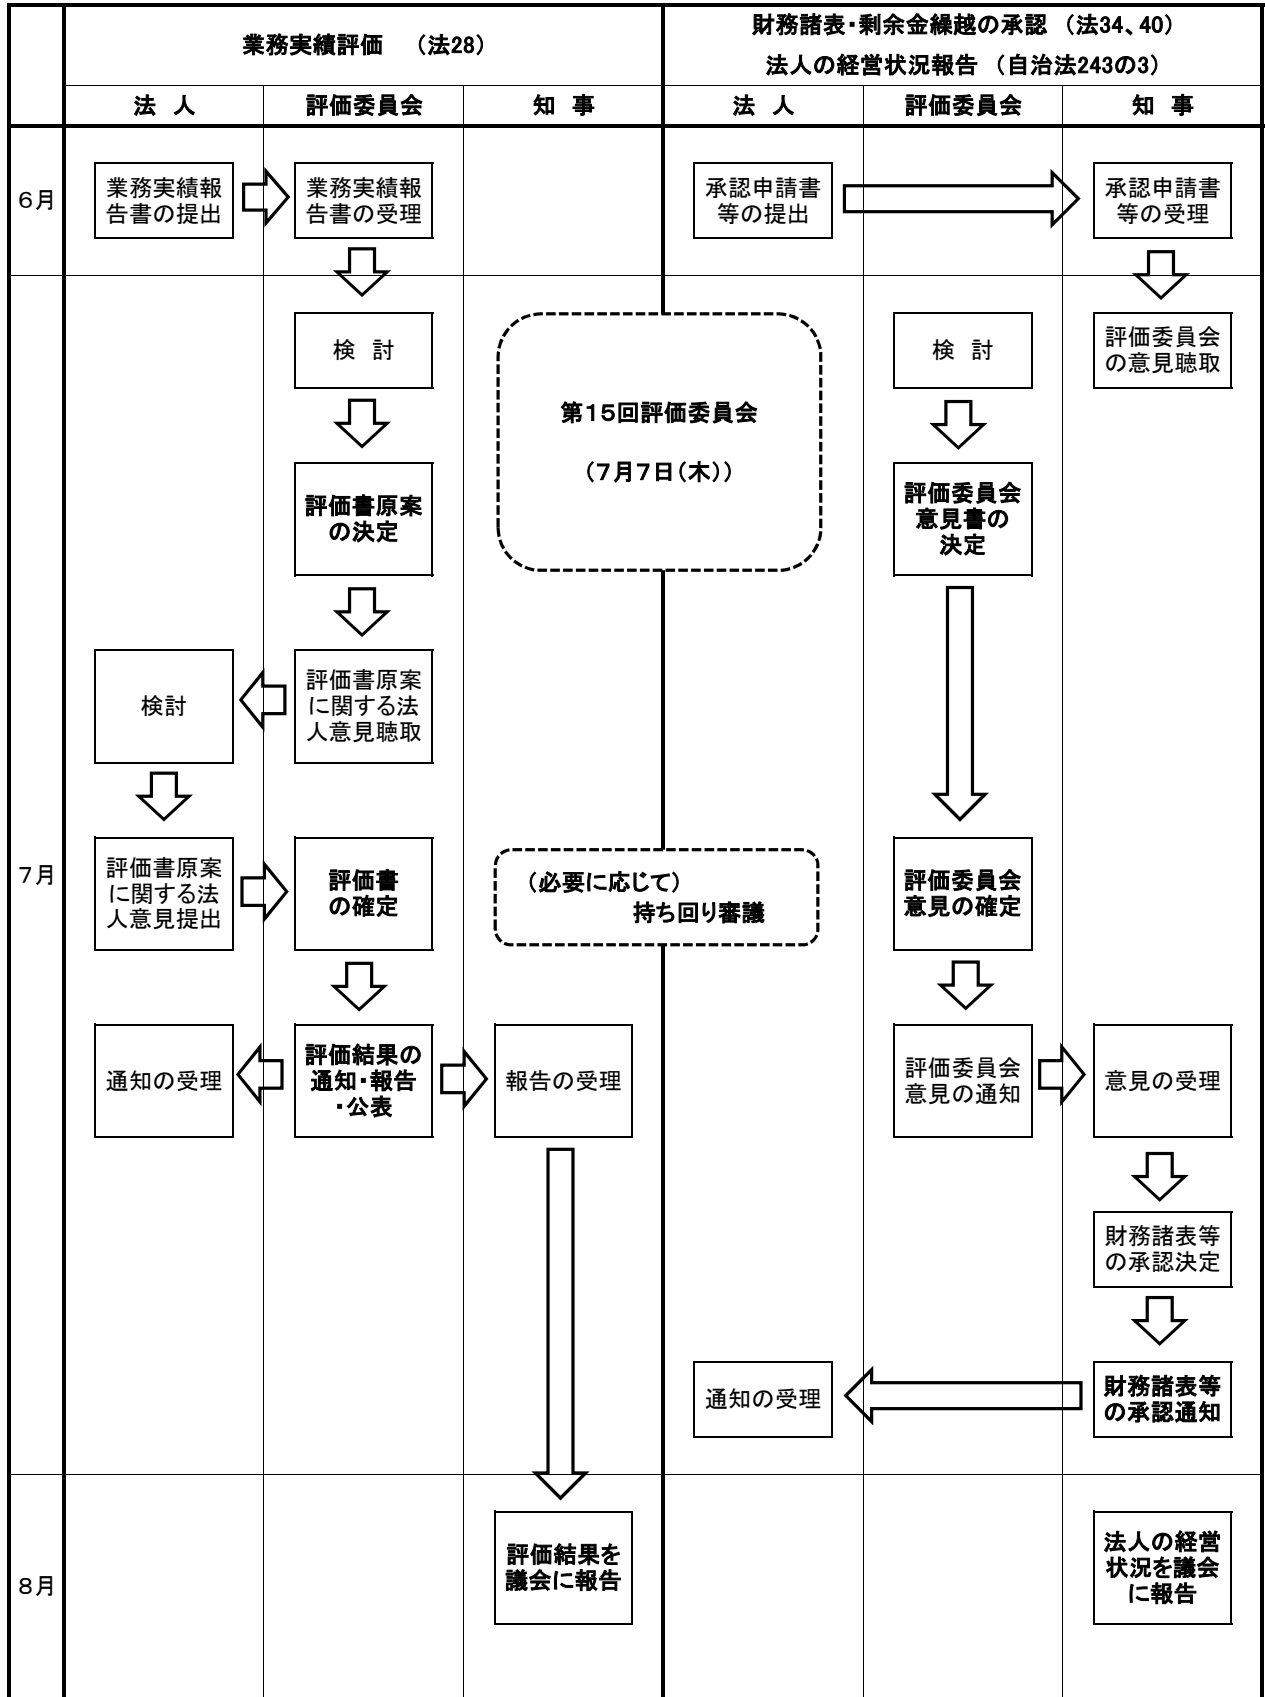 業務実績評価　（法28）
財務諸表・剰余金繰越の承認（法34、40）
法人の経営状況報告（自治法243の3）
法　人
評価委員会
知　事
法　人
評価委員会
知　事
６月
業務実績報
告書の提出
業務実績報
告書の受理
承認申請書
等の提出
承認申請書
等の受理
７月
検　討
第15回評価委員会
（7月7日（木））
検　討
評価委員会
の意見聴取
評価書原案
の決定
評価委員会
意見書の
決定
検討
評価書原案
に関する法
人意見聴取
評価書原案
に関する法
人意見提出
評価書
の確定
（必要に応じて）
持ち回り審議
評価委員会
意見の確定
通知の受理
評価結果の
通知・報告
・公表
報告の受理
評価委員会
意見の通知
意見の受理
財務諸表等
の承認決定
通知の受理
財務諸表等
の承認通知
８月
評価結果を
議会に報告
法人の経営
状況を議会
に報告